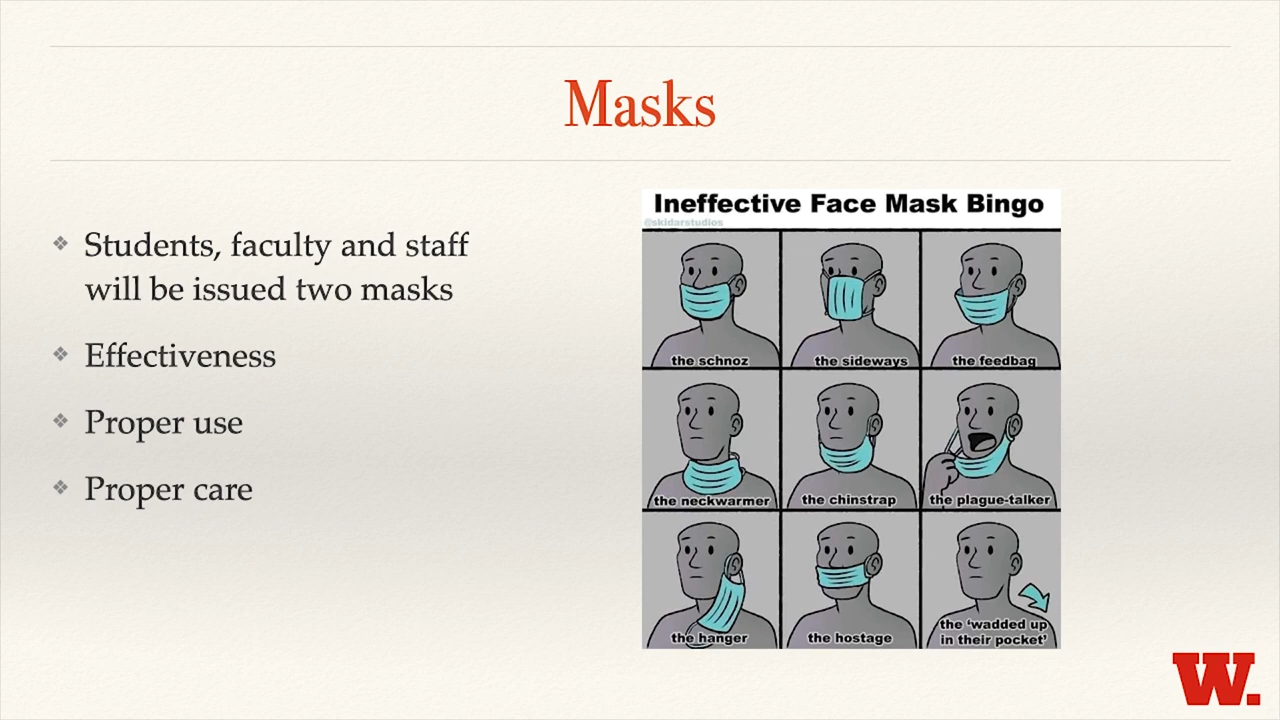 Masks
Students, faculty and staff
will be issued two masks
Effectiveness
Proper use
Proper care
Ineffective Face Mask Bingo
@skidarstudios
the schnoz
the sideways
the feedbag
the neckwarmer
the chinstrap
the plague-talker
the hanger
the hostage
the 'wadded up
in their pocket'
W.